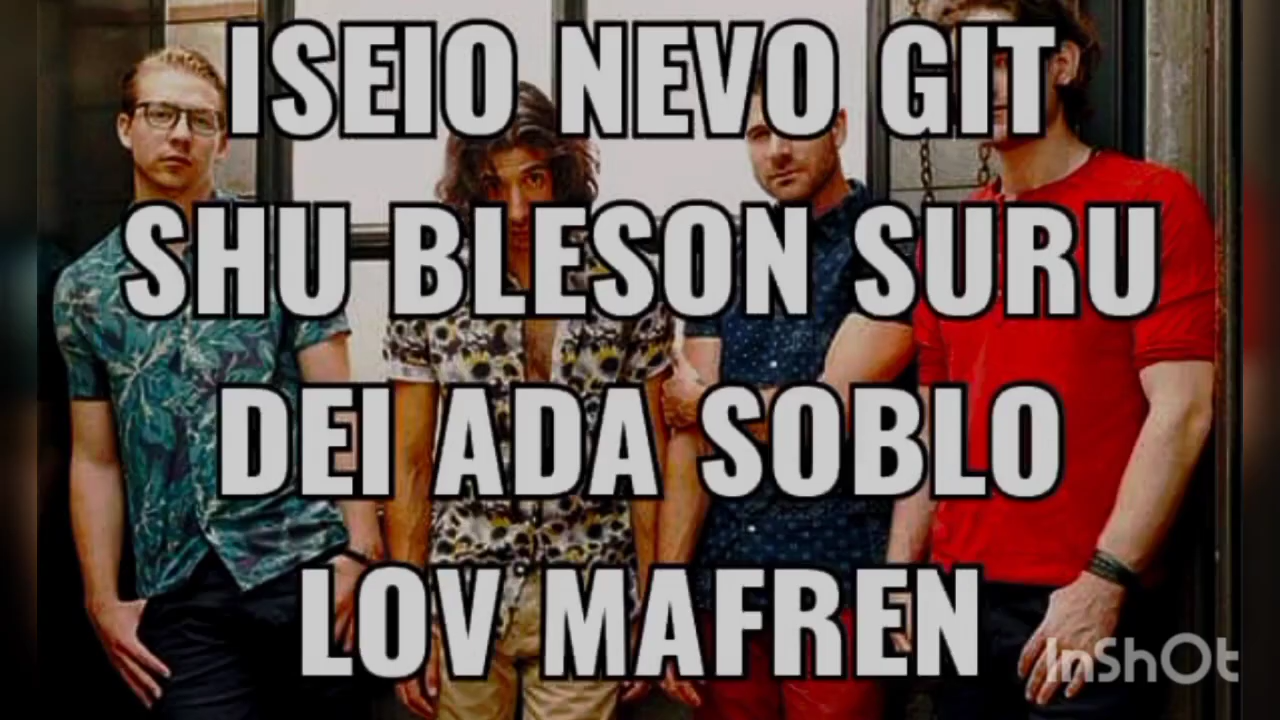 ISEIO NEVO GIT
SHU BLESON SURU
DEI ADA SOBLO
LOV MAFREN
InShOt